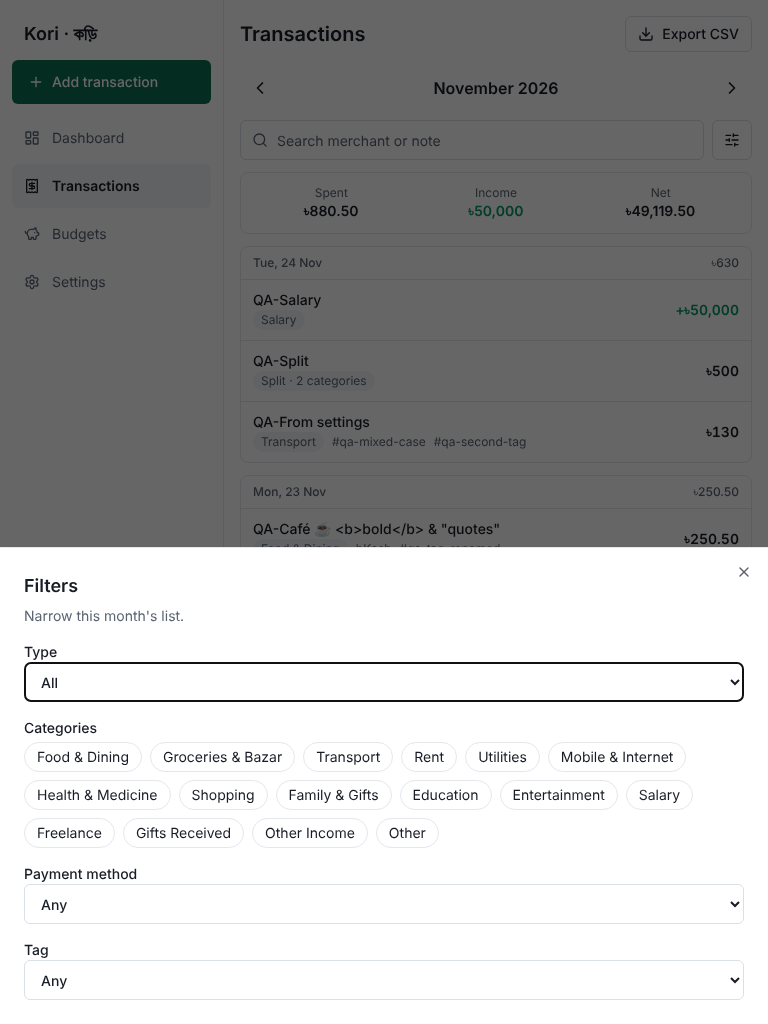 Kori · কড়ি
Add transaction
Dashboard
Transactions
Budgets
Settings
Transactions
Export CSV
November 2026
Search merchant or note
Spent
৳880.50
Income
৳50,000
Net
৳49,119.50
Tue, 24 Nov
৳630
QA-Salary
Salary
+৳50,000
QA-Split
Split · 2 categories
৳500
QA-From settings
Transport #qa-mixed-case #qa-second-tag
৳130
Mon, 23 Nov
৳250.50
QA-Café ☕ <b>bold</b> & "quotes"
৳250.50
Filters
Narrow this month's list.
Type
All
Categories
Food & Dining Groceries & Bazar Transport Rent Utilities Mobile & Internet
Health & Medicine Shopping Family & Gifts Education Entertainment Salary
Freelance Gifts Received Other Income Other
Payment method
Any
Tag
Any